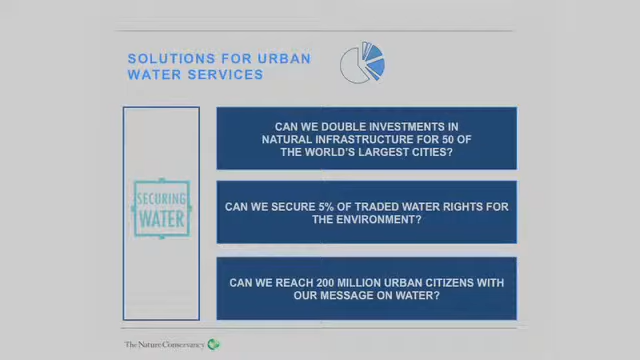 SOLUTIONS FOR URBAN
WATER SERVICES
CAN WE DOUBLE INVESTMENTS IN
NATURAL INFRASTRUCTURE FOR 50 OF
THE WORLD'S LARGEST CITIES?
SECURING
WATER
CAN WE SECURE 5% OF TRADED WATER RIGHTS FOR
THE ENVIRONMENT?
CAN WE REACH 200 MILLION URBAN CITIZENS WITH
OUR MESSAGE ON WATER?
The Nature Conservancy